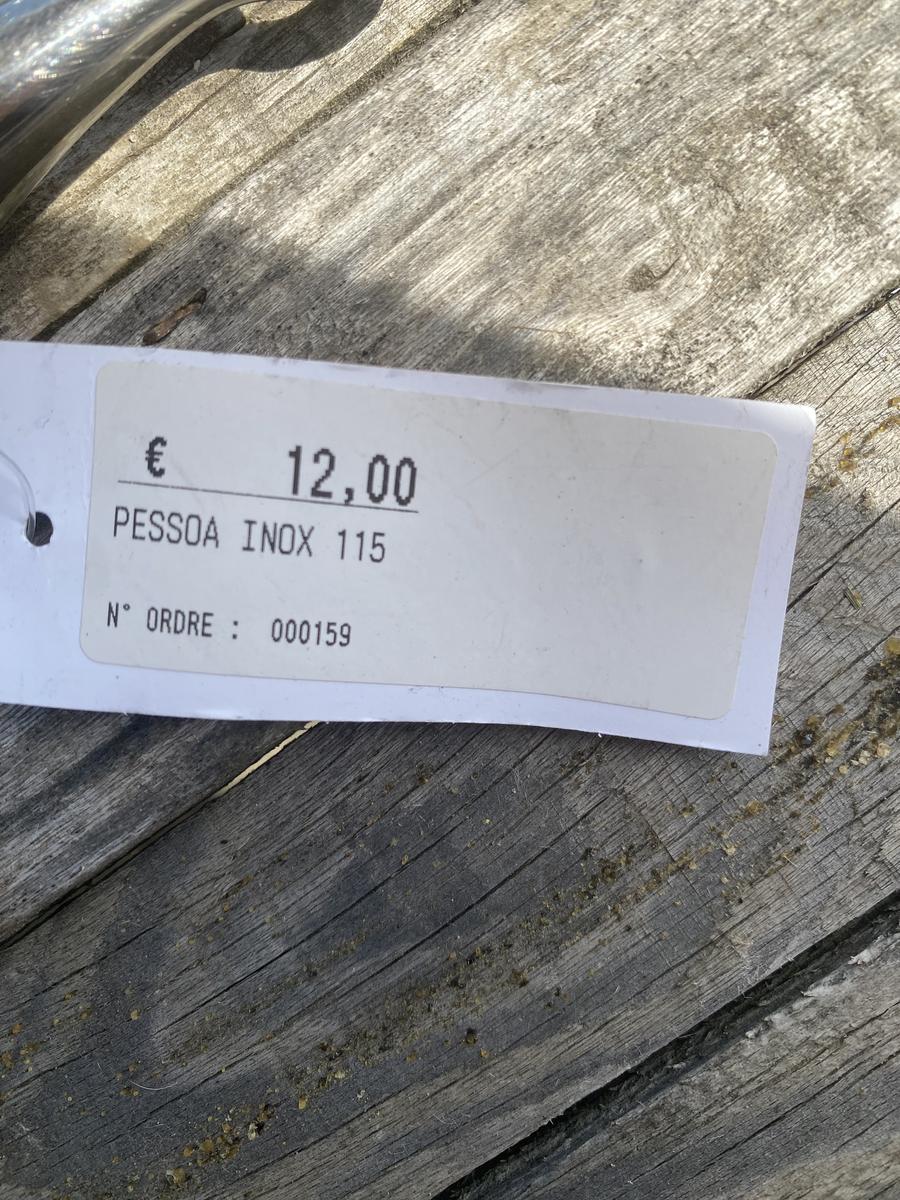 € 12,00
PESSOA INOX 115
N° ORDRE : 000159